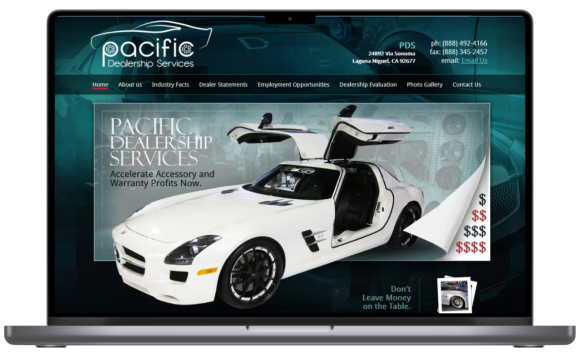 pacific
Dealership Services
PDS
24892 Via Sonoma
Laguna Niguel, CA 92677
ph: (888) 492-4166
fax: (888) 345-2457
email: Email Us
Home About us Industry Facts Dealer Statements Employment Opportunities Dealership Evaluation Photo Gallery Contact Us
PACIFIC
DEALERSHIP
SERVICES
Accelerate Accessory and
Warranty Profits Now.
$
$$
$$$
$$$$
Don't
Leave Money
on the Table.